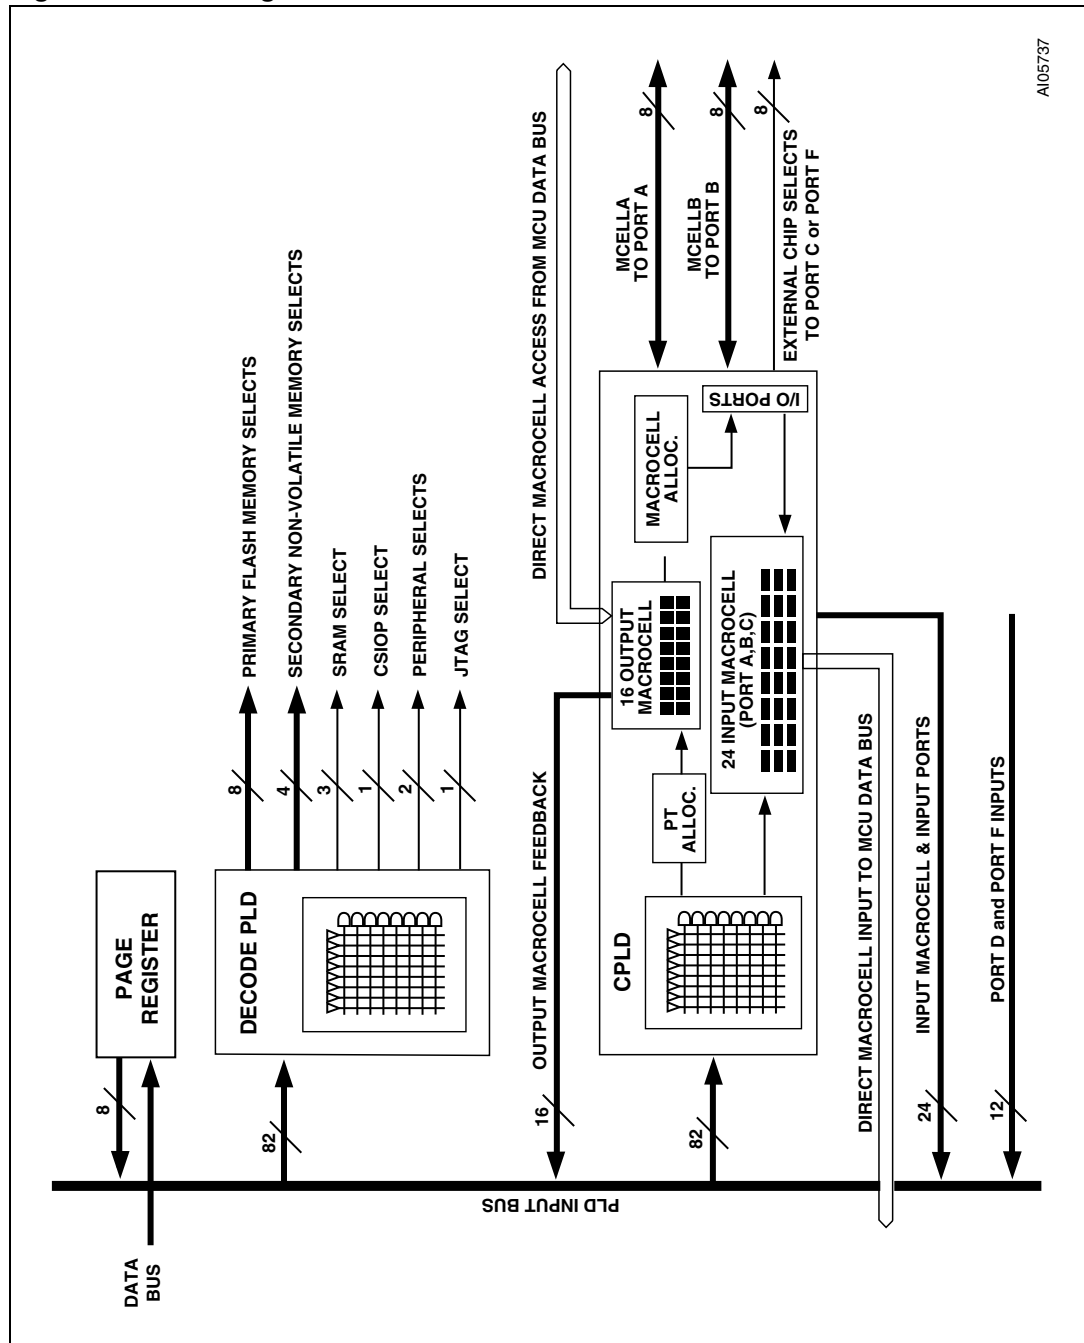 AI05737
DATA
BUS
8
PAGE
REGISTER
PLD INPUT BUS
82
DECODE PLD
8
PRIMARY FLASH MEMORY SELECTS
4
SECONDARY NON-VOLATILE MEMORY SELECTS
3
SRAM SELECT
1
CSIOP SELECT
2
PERIPHERAL SELECTS
1
JTAG SELECT
16
OUTPUT MACROCELL FEEDBACK
DIRECT MACROCELL ACCESS FROM MCU DATA BUS
82
CPLD
PT
ALLOC.
16 OUTPUT
MACROCELL
MACROCELL
ALLOC.
I/O PORTS
24 INPUT MACROCELL
(PORT A,B,C)
MCELLA
TO PORT A
8
MCELLB
TO PORT B
8
EXTERNAL CHIP SELECTS
TO PORT C or PORT F
8
DIRECT MACROCELL INPUT TO MCU DATA BUS
24
INPUT MACROCELL & INPUT PORTS
12
PORT D and PORT F INPUTS